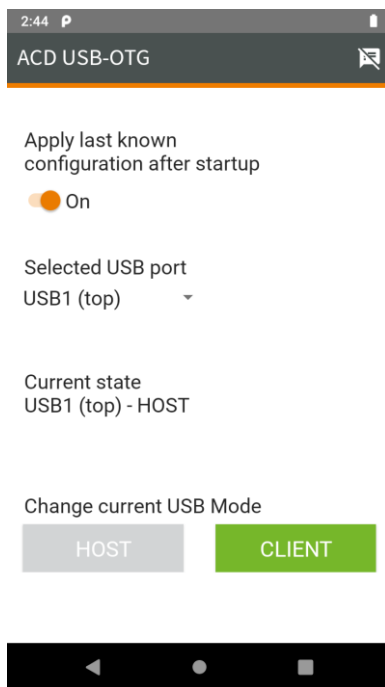 2:44
ACD USB-OTG
Apply last known
configuration after startup
On
Selected USB port
USB1 (top)
Current state
USB1 (top) - HOST
Change current USB Mode
HOST CLIENT